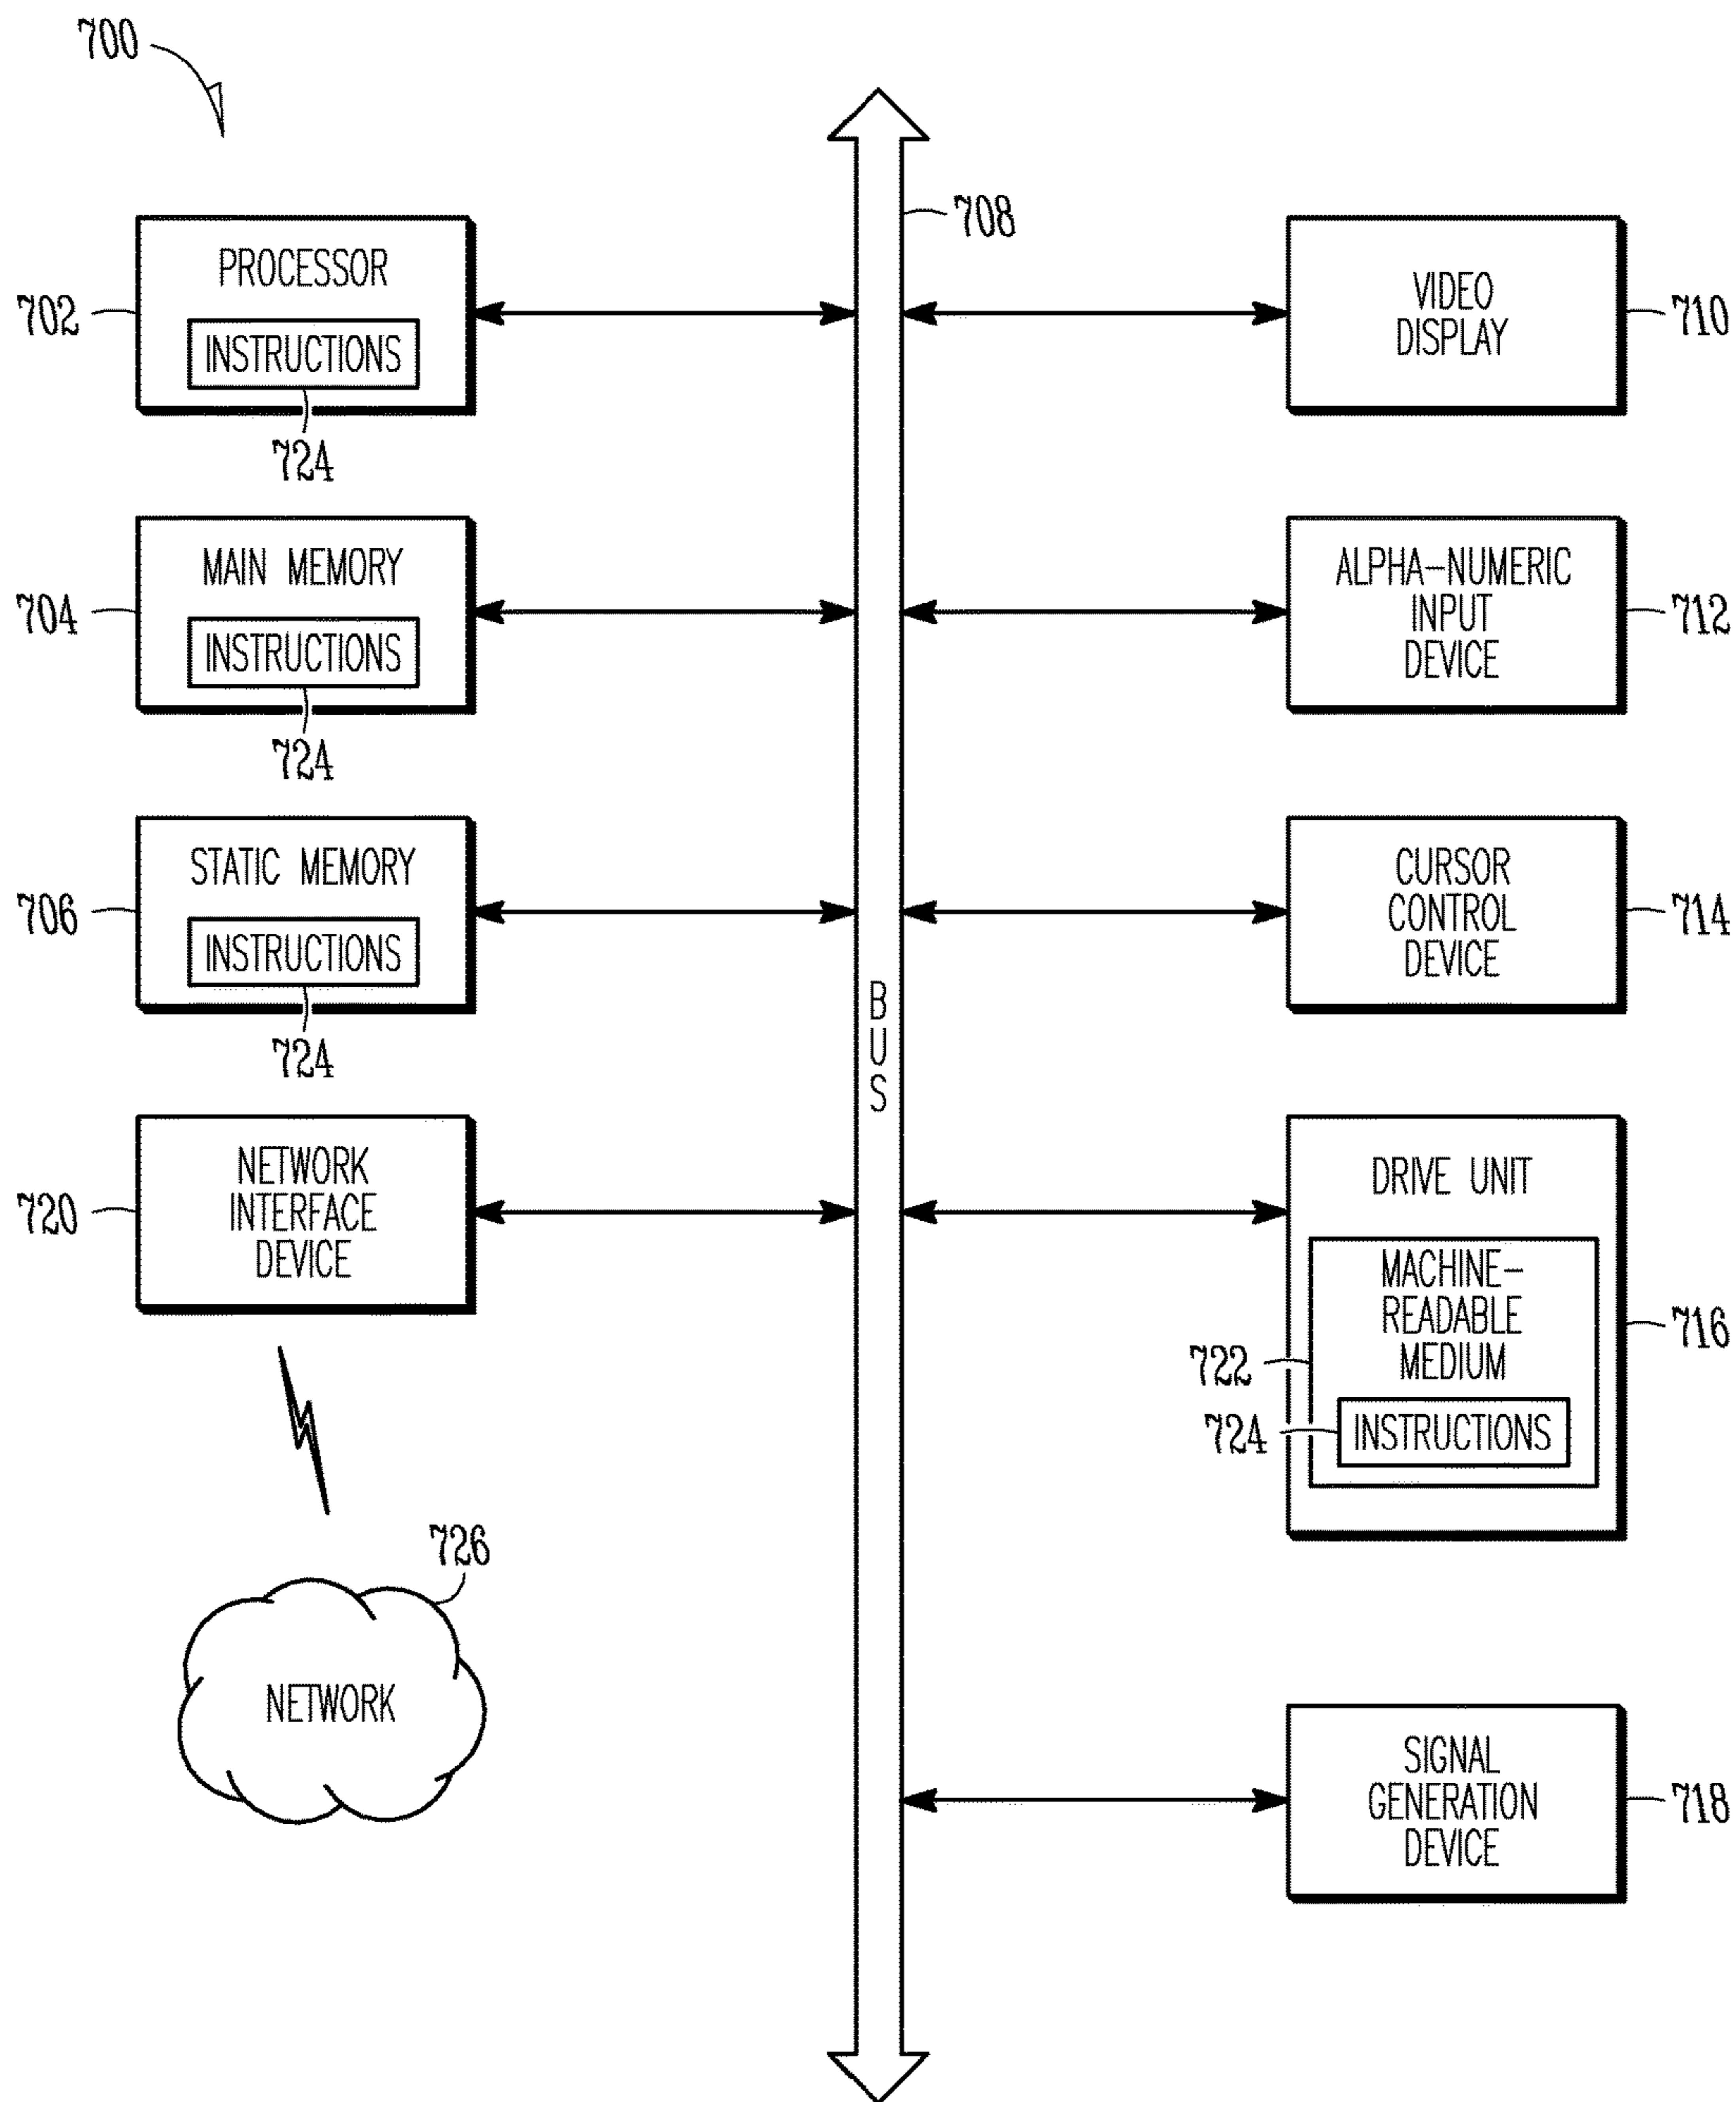 700
708
PROCESSOR
702
INSTRUCTIONS
724
VIDEO
DISPLAY
710
MAIN MEMORY
704
INSTRUCTIONS
724
ALPHA-NUMERIC
INPUT
DEVICE
712
STATIC MEMORY
706
INSTRUCTIONS
724
CURSOR
CONTROL
DEVICE
714
BUS
NETWORK
INTERFACE
DEVICE
720
DRIVE UNIT
MACHINE-
READABLE
MEDIUM
716
722
724
INSTRUCTIONS
726
NETWORK
SIGNAL
GENERATION
DEVICE
718